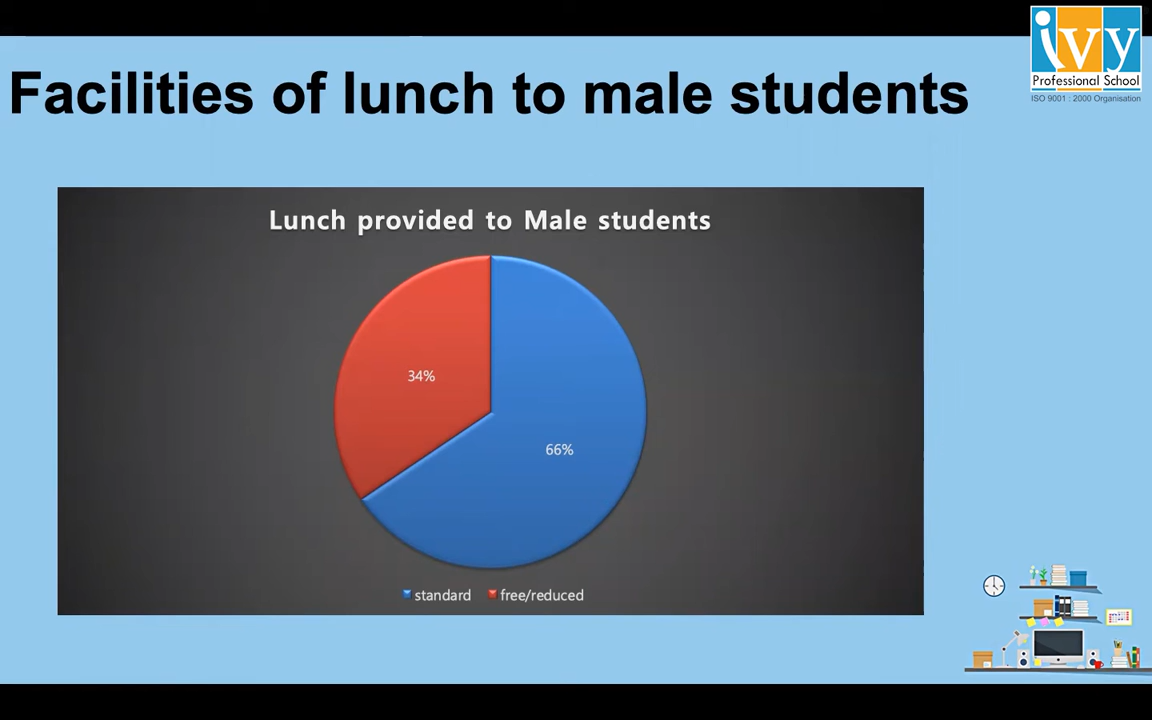 ivy
Professional School
ISO 9001 : 2000 Organisation
Facilities of lunch to male students
Lunch provided to Male students
34%
66%
standard free/reduced